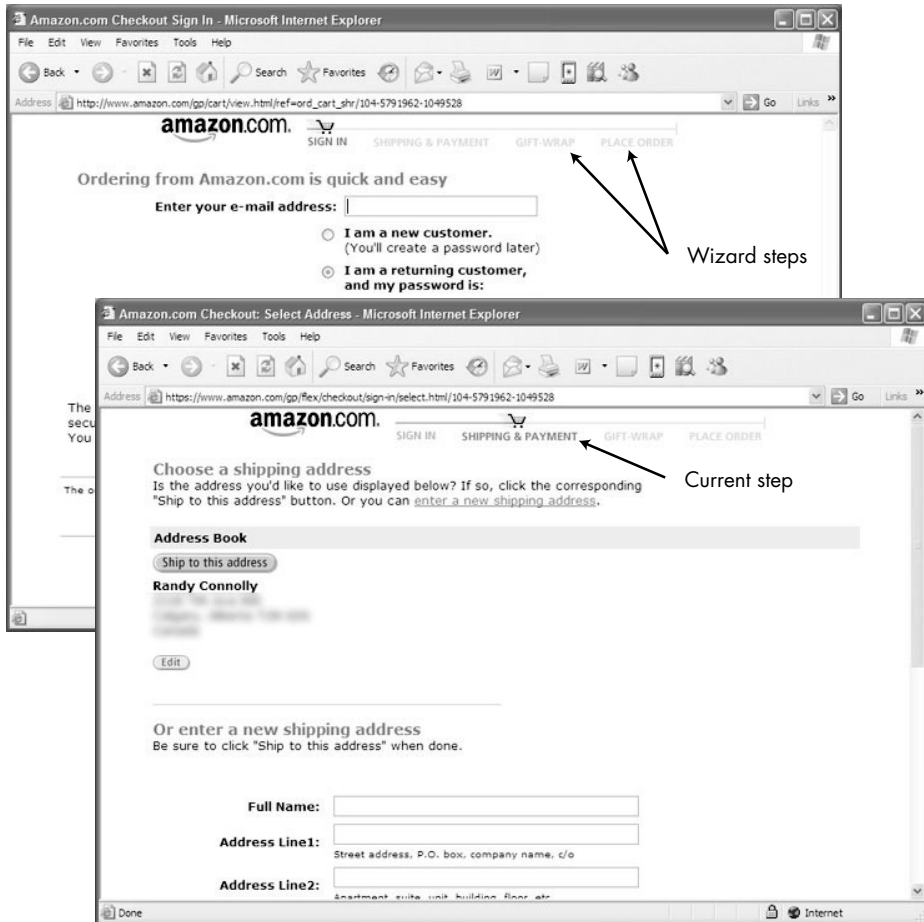 Amazon.com Checkout Sign In - Microsoft Internet Explorer
File Edit View Favorites Tools Help
Back Search Favorites
Address http://www.amazon.com/gp/cart/view.html/ref=ord_cart_shr/104-5791962-1049528 Go Links »
amazon.com.
SIGN IN SHIPPING & PAYMENT GIFT-WRAP PLACE ORDER
Ordering from Amazon.com is quick and easy
Enter your e-mail address:
I am a new customer.
(You'll create a password later)
Wizard steps
I am a returning customer,
and my password is:
The
secu
You
The o
Amazon.com Checkout: Select Address - Microsoft Internet Explorer
File Edit View Favorites Tools Help
Back Search Favorites
Address https://www.amazon.com/gp/flex/checkout/sign-in/select.html/104-5791962-1049528 Go Links »
amazon.com.
SIGN IN SHIPPING & PAYMENT GIFT-WRAP PLACE ORDER
Current step
Choose a shipping address
Is the address you'd like to use displayed below? If so, click the corresponding
"Ship to this address" button. Or you can enter a new shipping address.
Address Book
Ship to this address
Randy Connolly
Edit
Or enter a new shipping address
Be sure to click "Ship to this address" when done.
Full Name:
Address Line1:
Street address, P.O. box, company name, c/o
Address Line2:
Apartment, suite, unit, building, floor, etc.
Done Internet